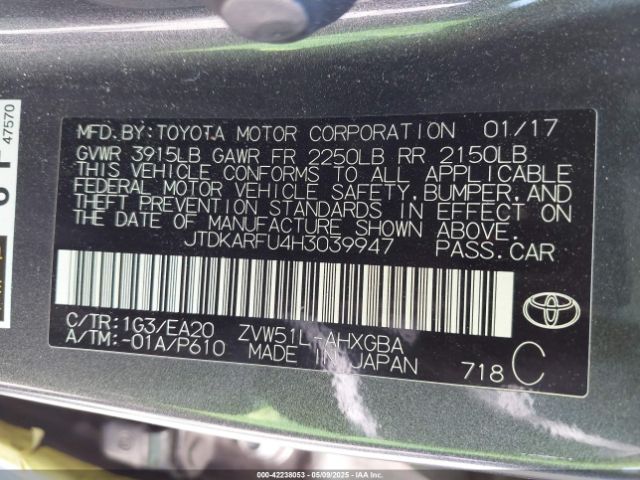 47570
MFD. BY: TOYOTA MOTOR CORPORATION 01/17
GVWR 3915LB GAWR FR 2250LB RR 2150LB
THIS VEHICLE CONFORMS TO ALL APPLICABLE
FEDERAL MOTOR VEHICLE SAFETY, BUMPER, AND
THEFT PREVENTION STANDARDS IN EFFECT ON
THE DATE OF MANUFACTURE SHOWN ABOVE.
JTDKARFU4H3039947 PASS. CAR
C/TR: 1G3/EA20 ZVW51L-AHXGBA
A/TM: -01A/P610 MADE IN JAPAN
718 C
TOYOTA
000-42238053 - 05/09/2025 - IAAI.COM